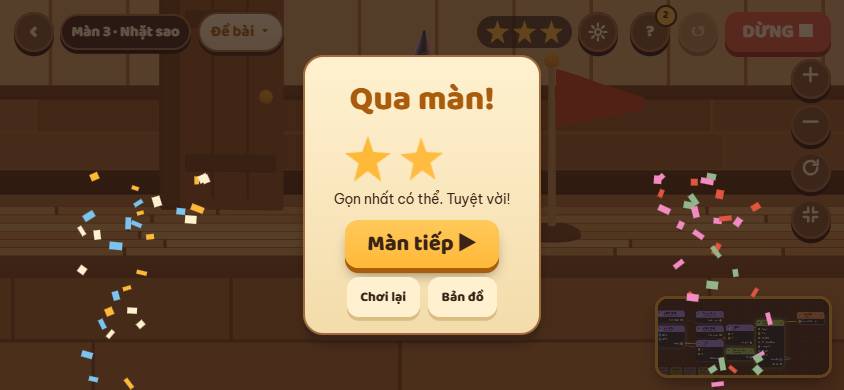 Màn 3 · Nhặt sao
Đề bài
2
?
DỪNG
Qua màn!
Gọn nhất có thể. Tuyệt vời!
Màn tiếp
Chơi lại
Bản đồ